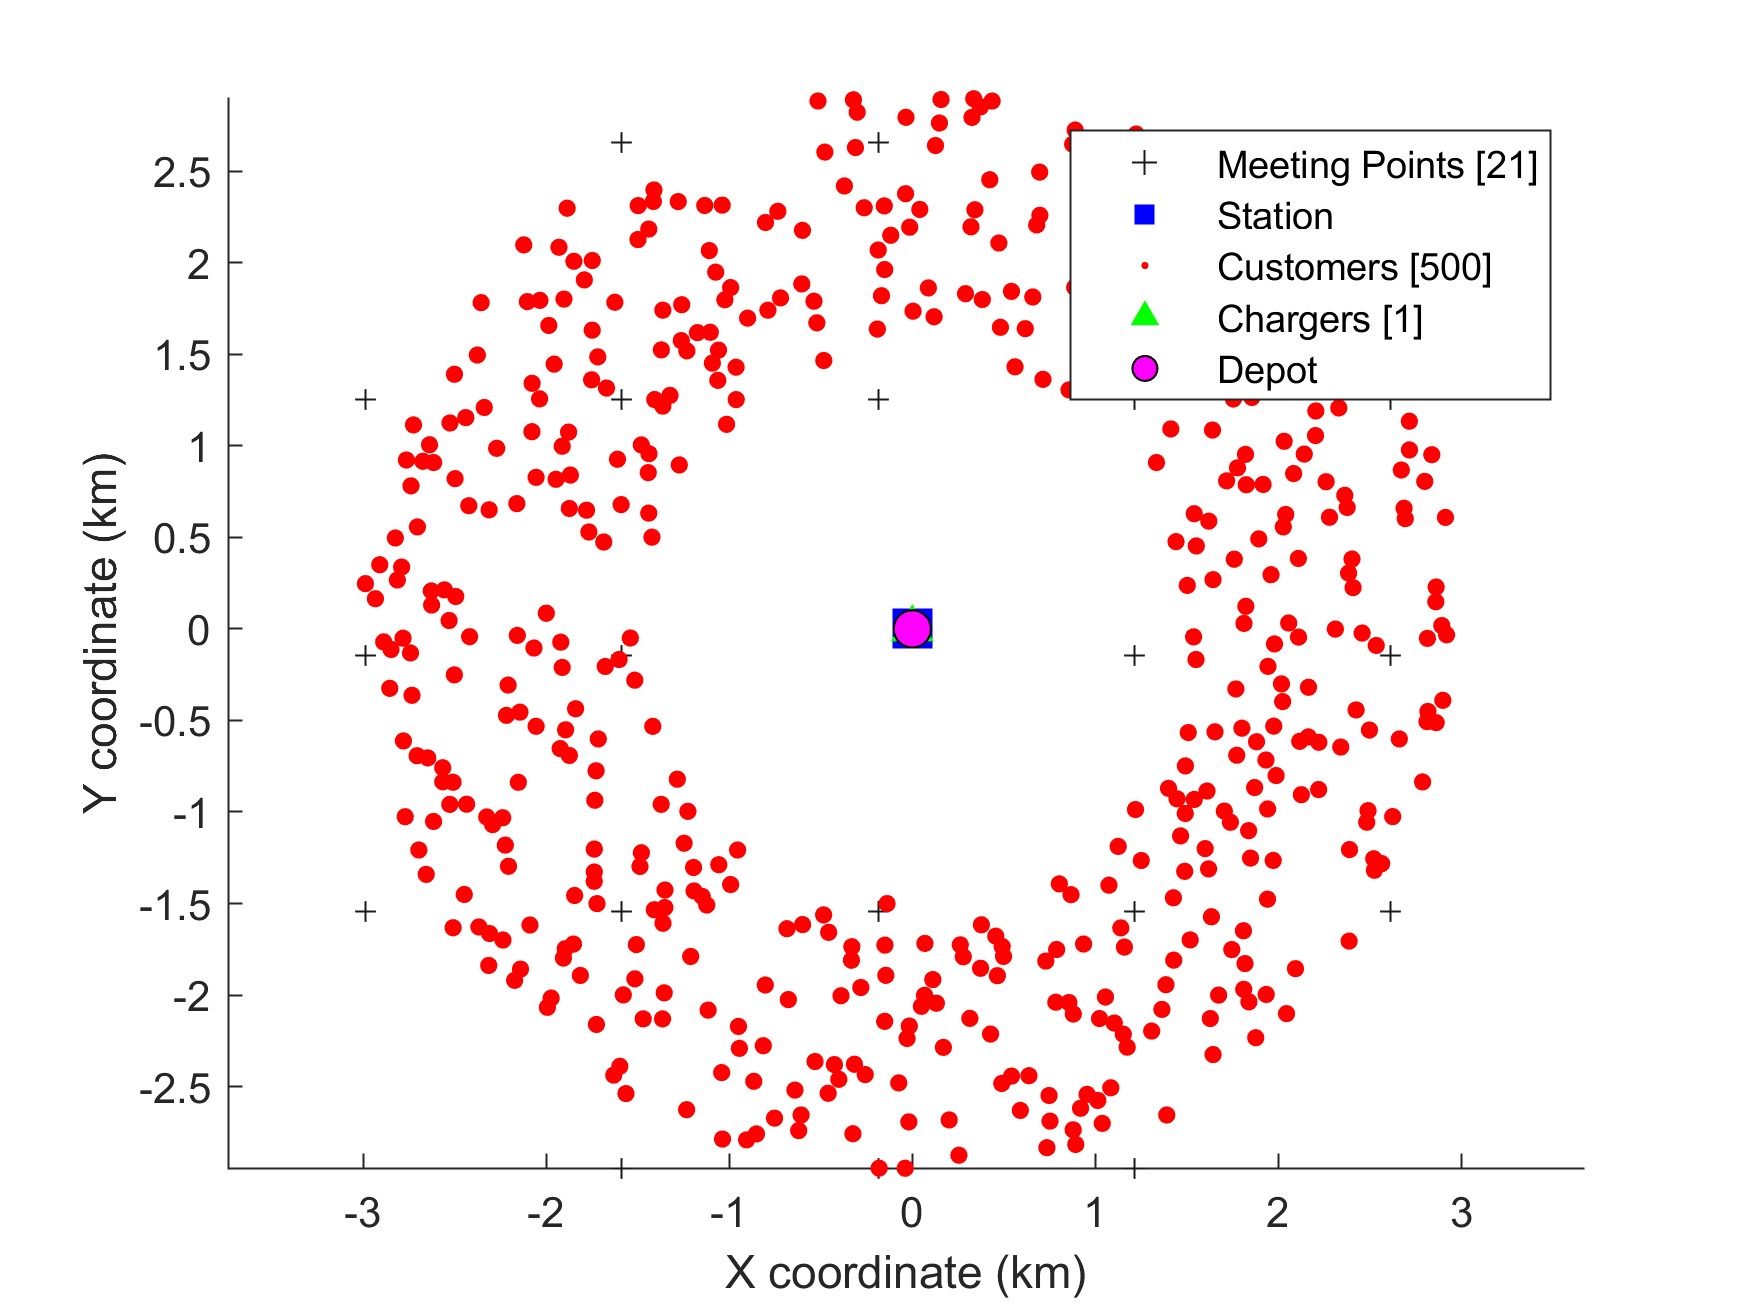 Meeting Points [21]
Station
Customers [500]
Chargers [1]
Depot
2.5
2
1.5
1
0.5
0
-0.5
-1
-1.5
-2
-2.5
Y coordinate (km)
-3 -2 -1 0 1 2 3
X coordinate (km)